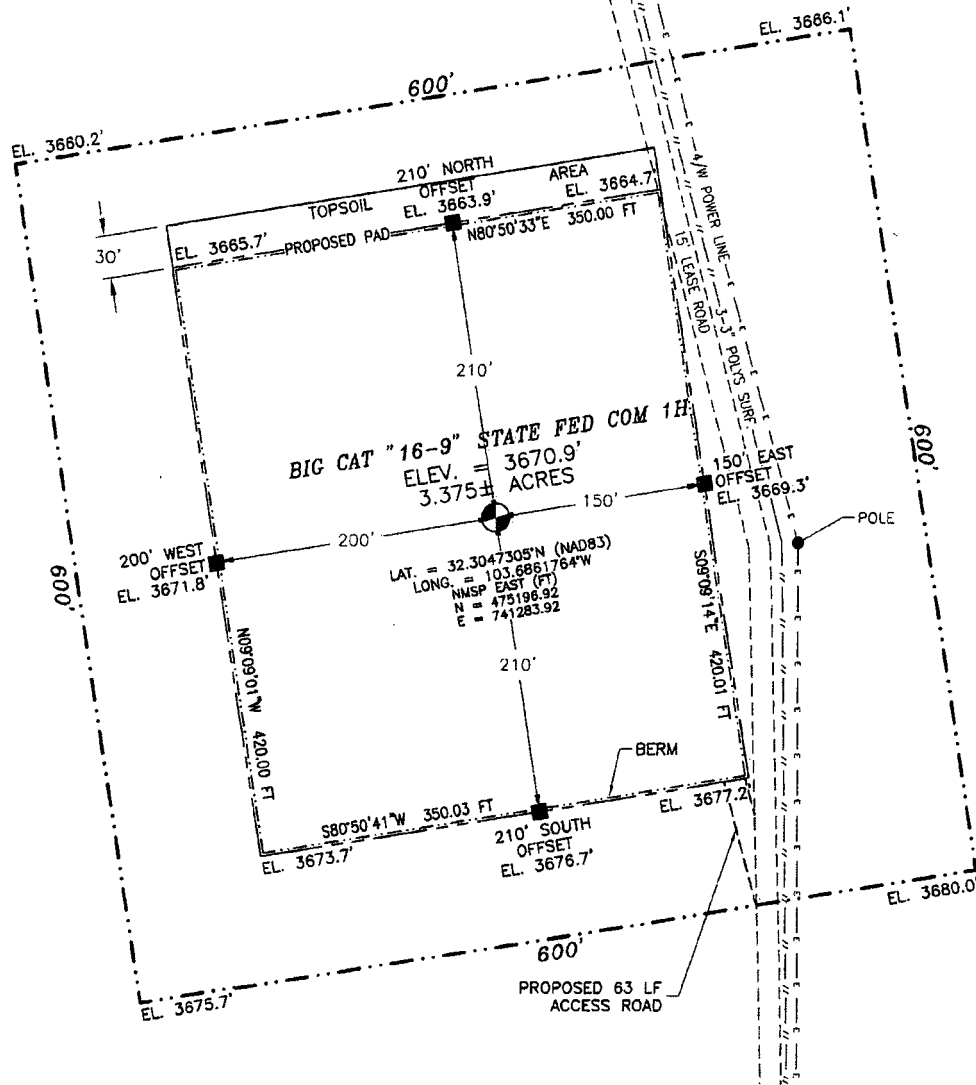 EL. 3686.1'
600'
EL. 3660.2'
210' NORTH
OFFSET
EL. 3663.9'
TOPSOIL
AREA
EL. 3664.7'
30'
EL. 3665.7'
PROPOSED PAD
N80°50'33"E 350.00 FT
4/W POWER LINE
15' LEASE ROAD
3-3" POLYS SURF
210'
BIG CAT "16-9" STATE FED COM 1H
ELEV. = 3670.9'
3.375± ACRES
600'
150' EAST
OFFSET
EL. 3669.3'
150'
POLE
200'
200' WEST
OFFSET
EL. 3671.8'
LAT. = 32.3047305°N (NAD83)
LONG. = 103.6861764°W
NMSP EAST (FT)
N = 475196.92
E = 741283.92
600'
S09°09'14"E 420.01 FT
N09°09'01"W 420.00 FT
210'
BERM
S80°50'41"W 350.03 FT
EL. 3677.2'
EL. 3673.7'
210' SOUTH
OFFSET
EL. 3676.7'
EL. 3680.0'
600'
PROPOSED 63 LF
ACCESS ROAD
EL. 3675.7'